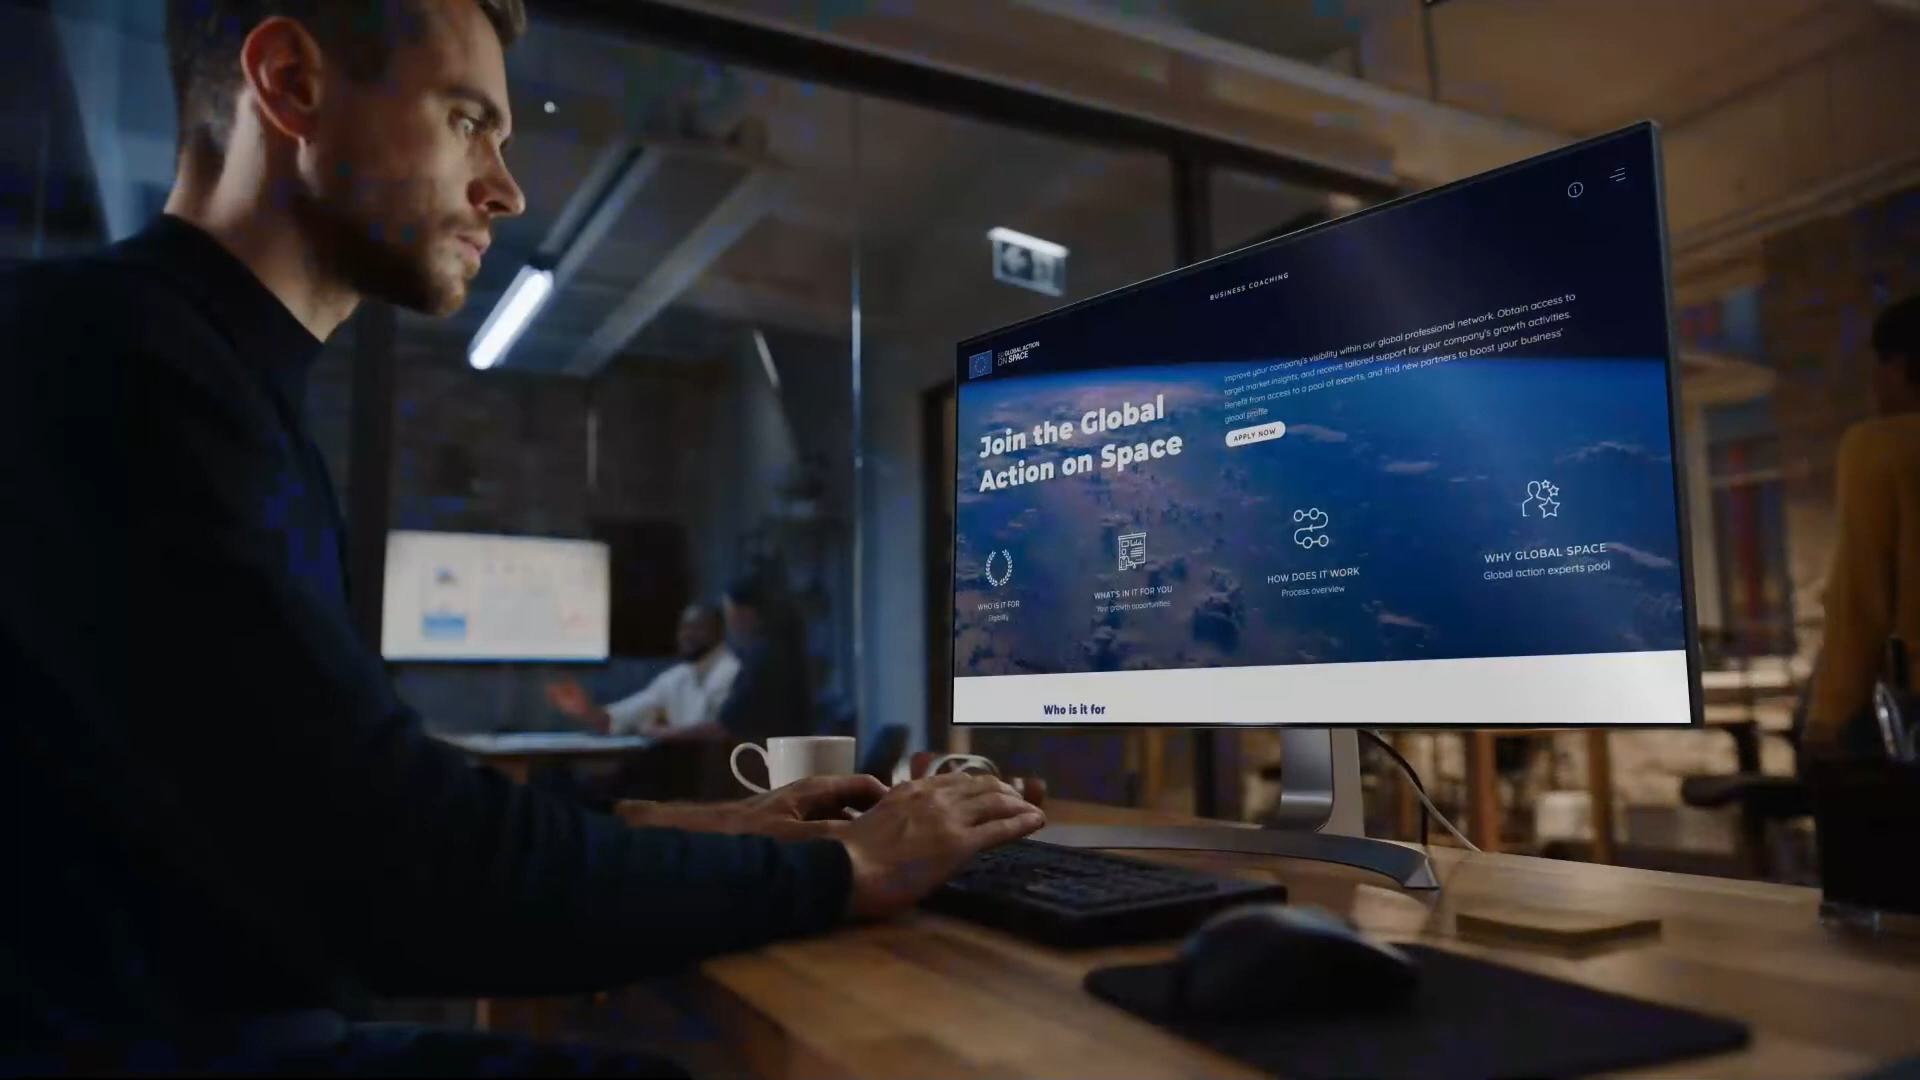 BUSINESS COACHING
GLOBAL ACTION
ON SPACE
Improve your company's visibility within our global professional network. Obtain access to
target market insights, and receive tailored support for your company's growth activities.
Benefit from access to a pool of experts, and find new partners to boost your business'
global profile
APPLY NOW
Join the Global
Action on Space
WHO IS IT FOR
Eligibility
WHAT'S IN IT FOR YOU
Your growth opportunities
HOW DOES IT WORK
Process overview
WHY GLOBAL SPACE
Global action experts pool
Who is it for